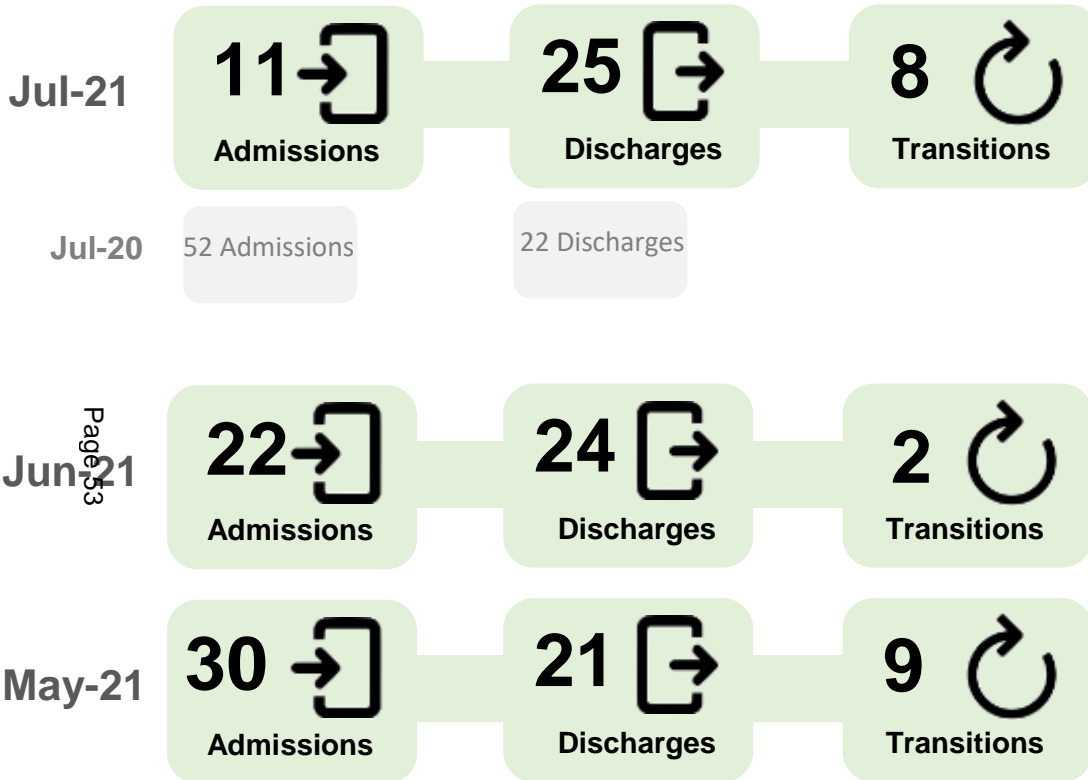 Jul-21
11
Admissions
25
Discharges
8
Transitions
Jul-20
52 Admissions
22 Discharges
Page 53
Jun-21
22
Admissions
24
Discharges
2
Transitions
May-21
30
Admissions
21
Discharges
9
Transitions